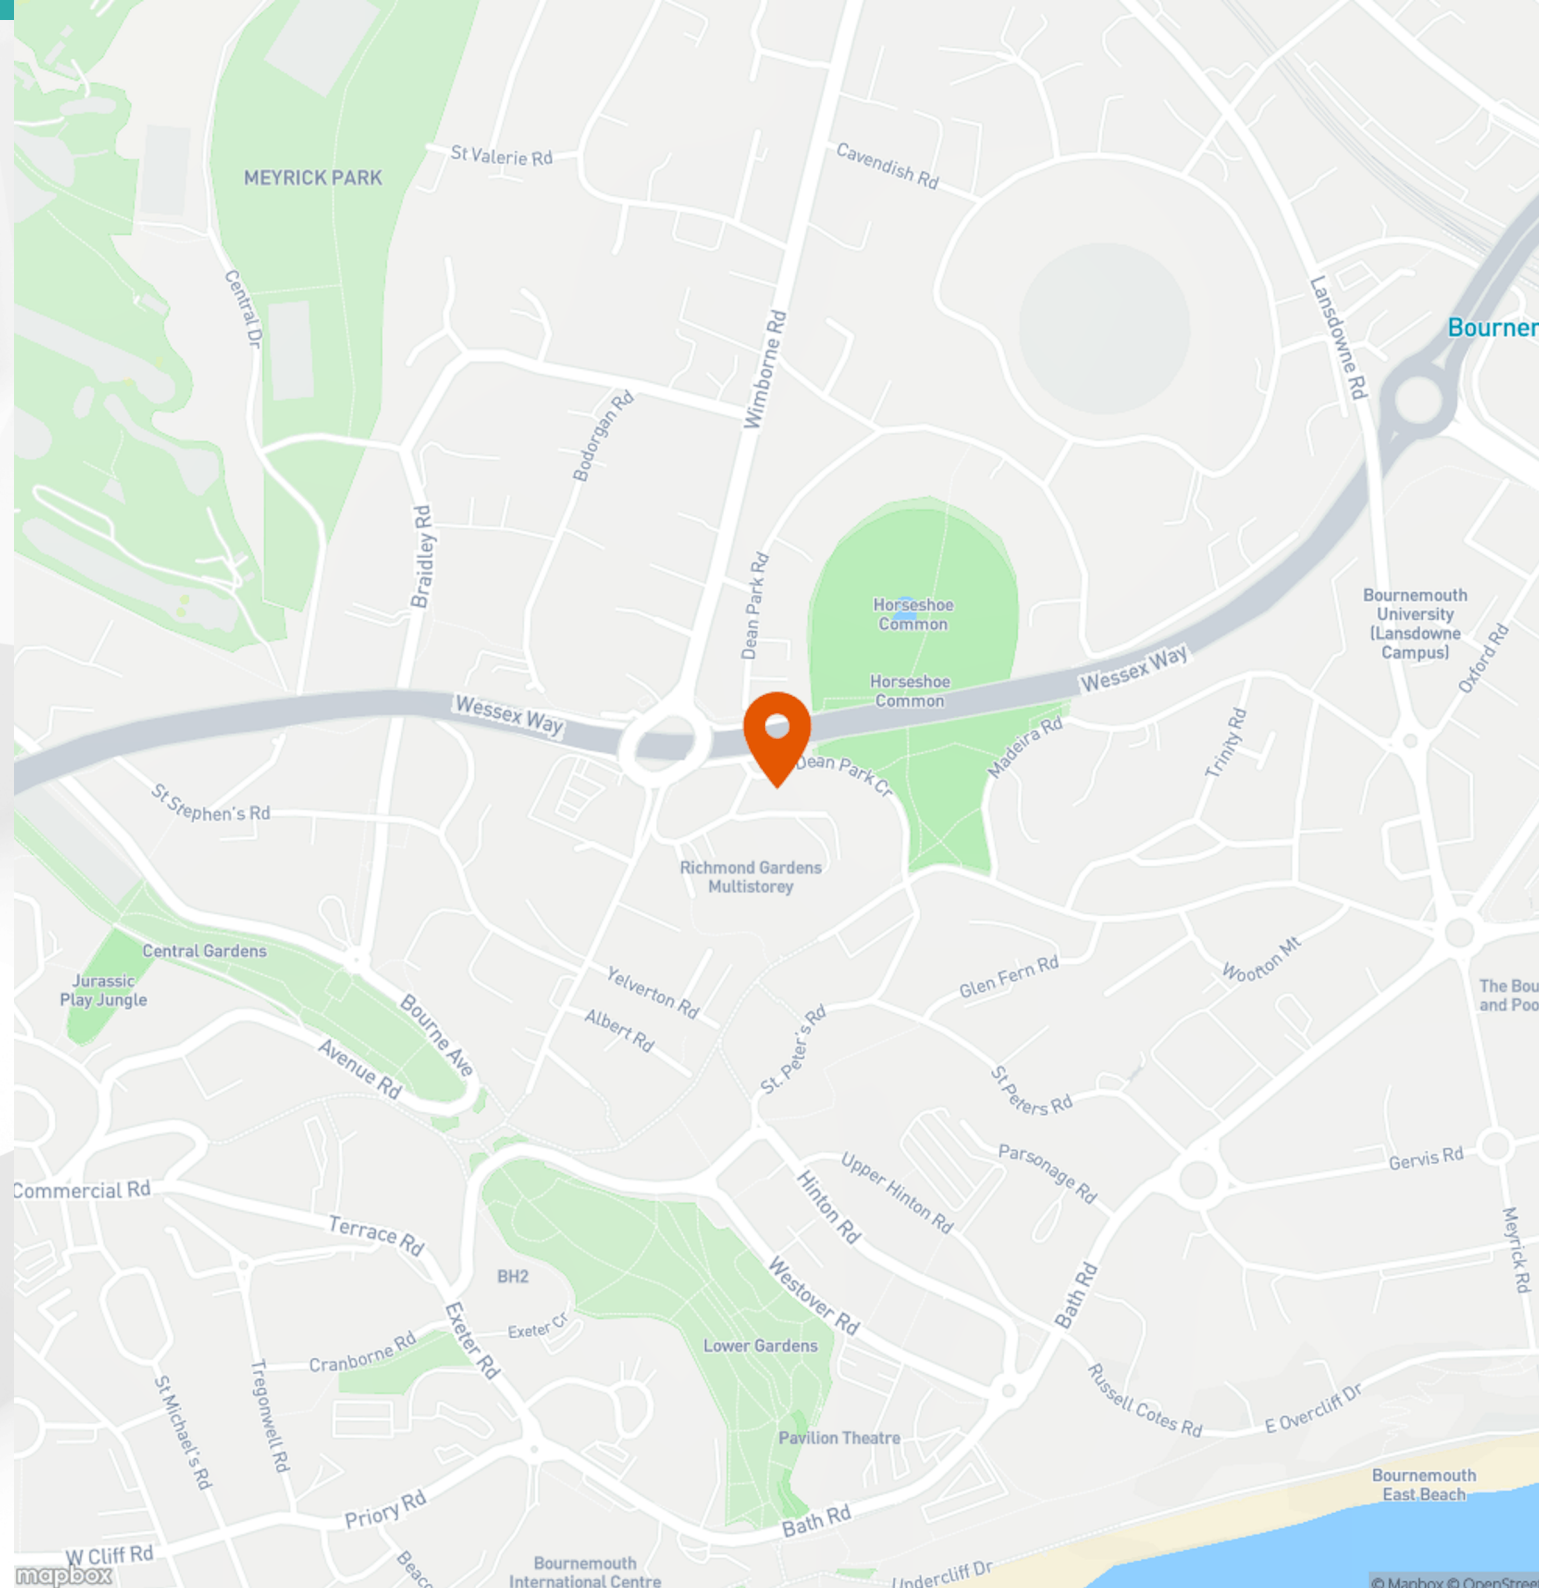 St Valerie Rd
Cavendish Rd
MEYRICK PARK
Central Dr
Lansdowne Rd
Wimborne Rd
Bodorgan Rd
Braidley Rd
Dean Park Rd
Horseshoe
Common
Bournemouth
University
(Lansdowne
Campus)
Oxford Rd
Horseshoe
Common
Wessex Way
Wessex Way
Madeira Rd
Trinity Rd
Dean Park Cr
St Stephen's Rd
Richmond Gardens
Multistorey
Central Gardens
Jurassic
Play Jungle
Bourne Ave
Avenue Rd
Yelverton Rd
Albert Rd
Glen Fern Rd
Wootton Mt
St. Peter's Rd
St Peters Rd
The Bou
and Poo
Parsonage Rd
Gervis Rd
Upper Hinton Rd
Hinton Rd
Commercial Rd
Terrace Rd
Meyrick Rd
BH2
Westover Rd
Bath Rd
Exeter Rd
Exeter Cr
Cranborne Rd
Lower Gardens
Tregonwell Rd
St Michael's Rd
Russell Cotes Rd
E Overcliff Dr
Pavilion Theatre
Bournemouth
East Beach
Priory Rd
Bath Rd
W Cliff Rd
Bournemouth
International Centre
Undercliff Dr
mapbox
© Mapbox © OpenStreet